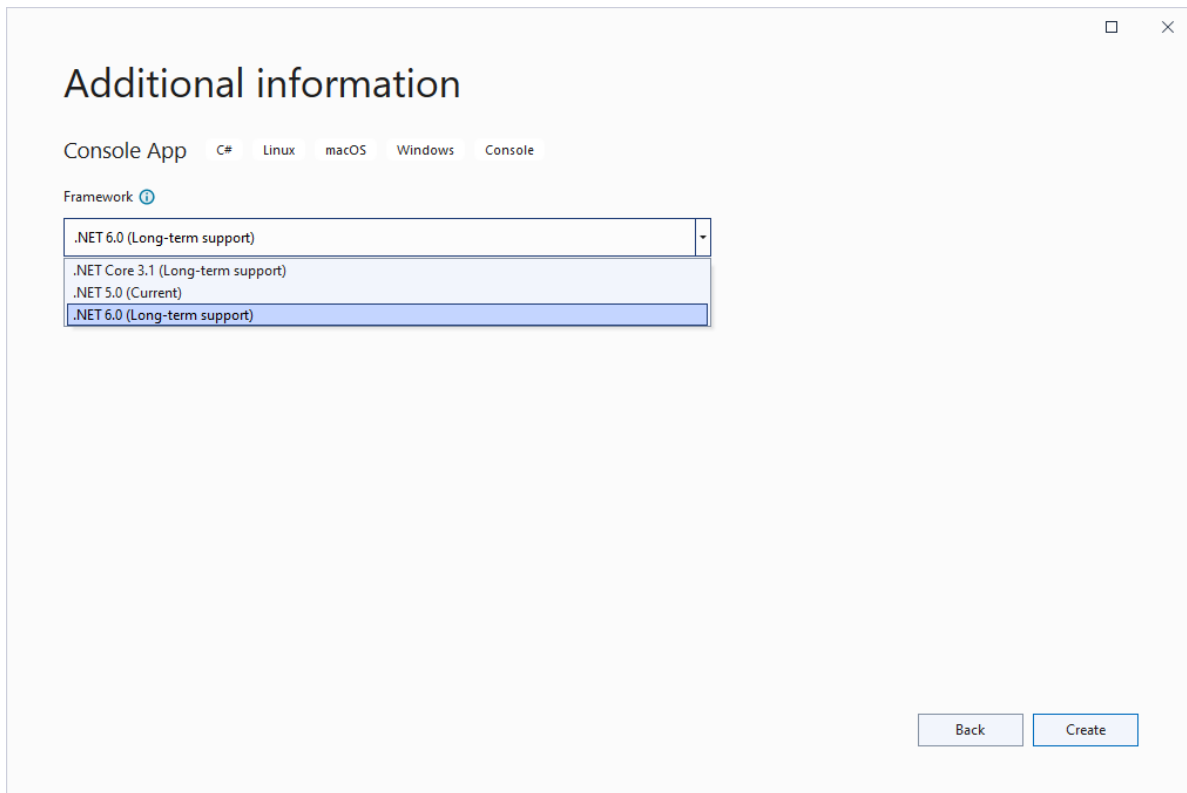 Additional information
Console App C# Linux macOS Windows Console
Framework
.NET 6.0 (Long-term support)
.NET Core 3.1 (Long-term support)
.NET 5.0 (Current)
.NET 6.0 (Long-term support)
Back Create